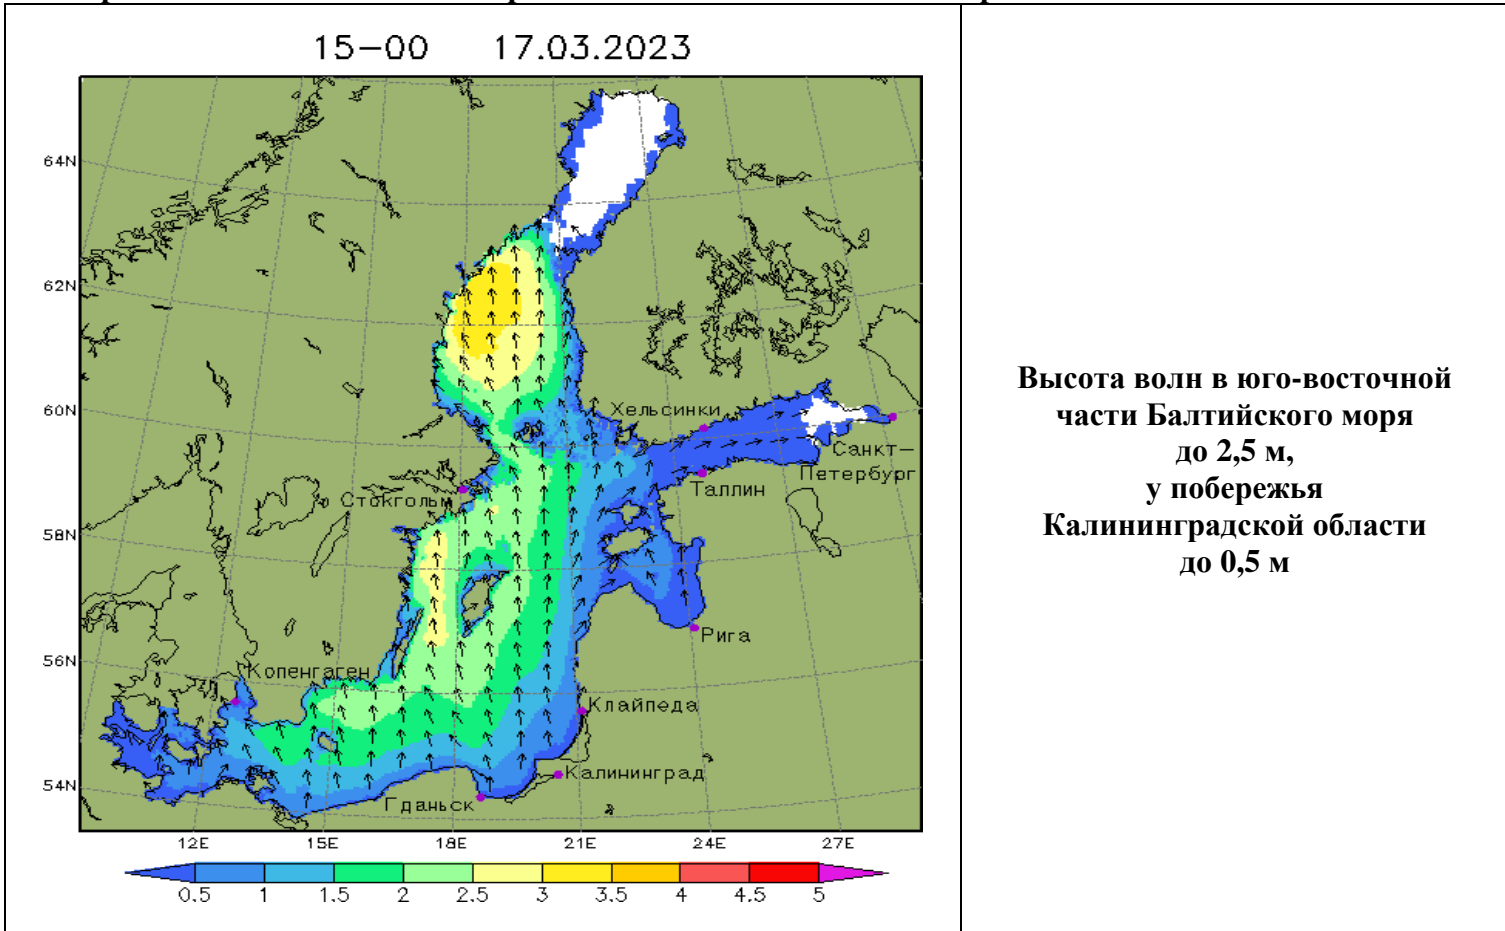 15-00 17.03.2023
64N
62N
60N
58N
56N
54N
Хельсинки
Санкт-
Петербург
Таллин
Стокгольм
Рига
Копенгаген
Клайпеда
Калининград
Гданьск
12E 15E 18E 21E 24E 27E
0.5 1 1.5 2 2.5 3 3.5 4 4.5 5
Высота волн в юго-восточной
части Балтийского моря
до 2,5 м,
у побережья
Калининградской области
до 0,5 м